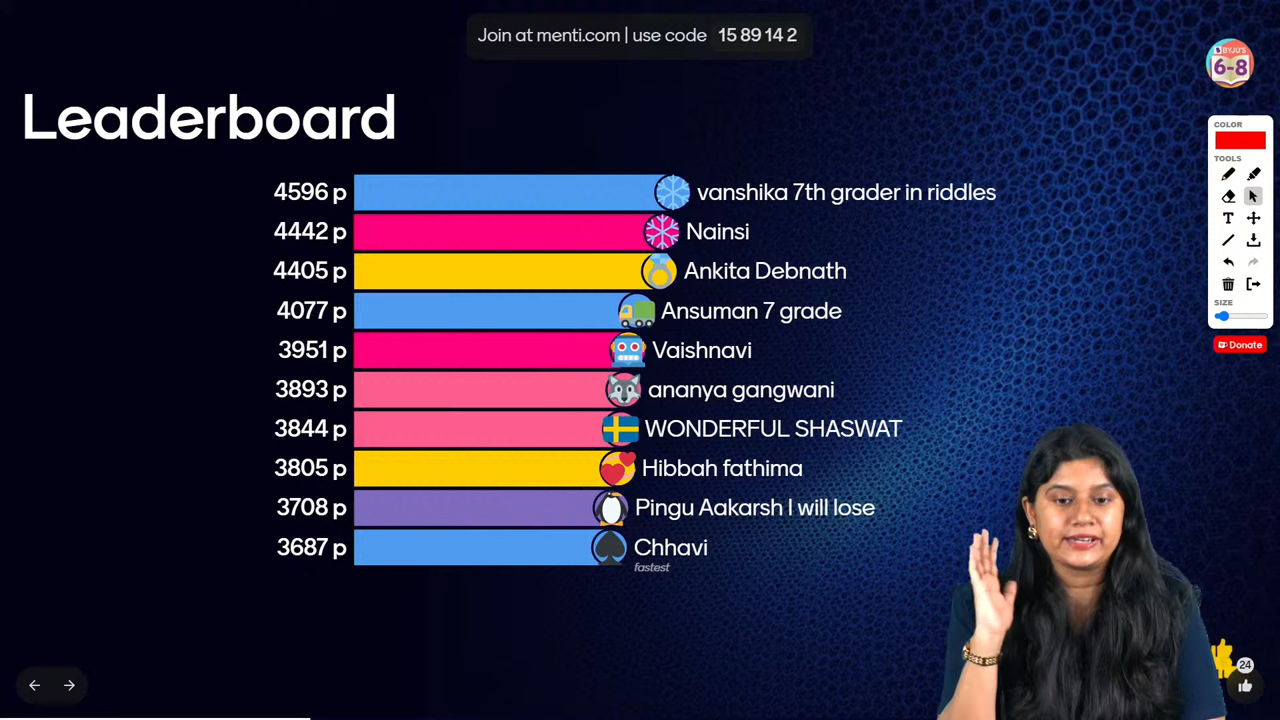 Join at menti.com | use code 15 89 14 2
BYJU'S
6-8
Leaderboard
COLOR
TOOLS
T
SIZE
Donate
4596 p vanshika 7th grader in riddles
4442 p Nainsi
4405 p Ankita Debnath
4077 p Ansuman 7 grade
3951 p Vaishnavi
3893 p ananya gangwani
3844 p WONDERFUL SHASWAT
3805 p Hibbah fathima
3708 p Pingu Aakarsh I will lose
3687 p Chhavi
fastest
24